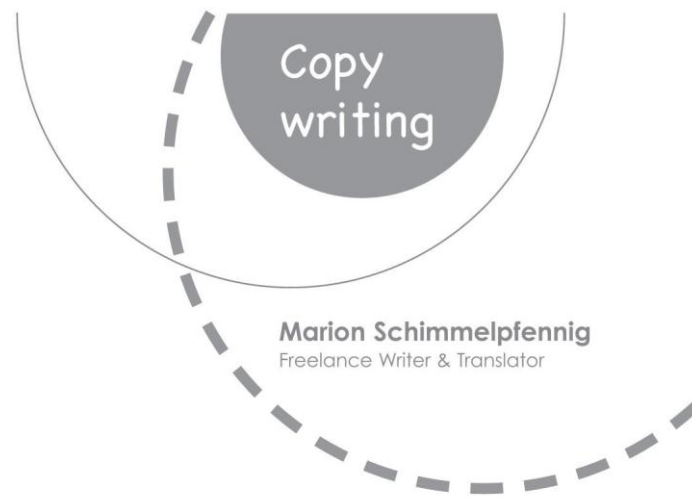 Copy
writing
Marion Schimmelpfennig
Freelance Writer & Translator